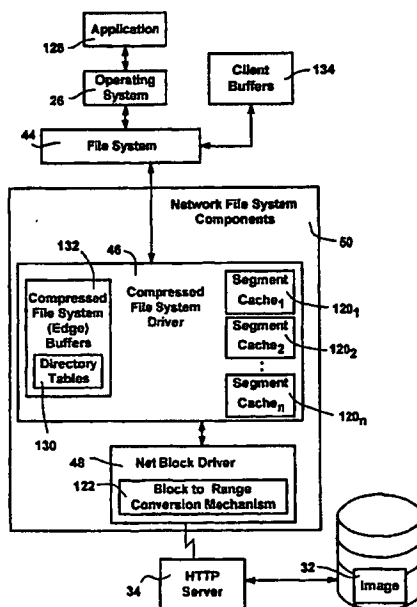 Application
128
Operating
System
26
Client
Buffers
134
44
File System
Network File System
Components
50
46
132
Compressed
File System
(Edge)
Buffers
Directory
Tables
130
Compressed
File System
Driver
Segment
Cache1
1201
Segment
Cache2
1202
Segment
Cachen
120n
48
Net Block Driver
122
Block to Range
Conversion Mechanism
34
HTTP
Server
32
Image